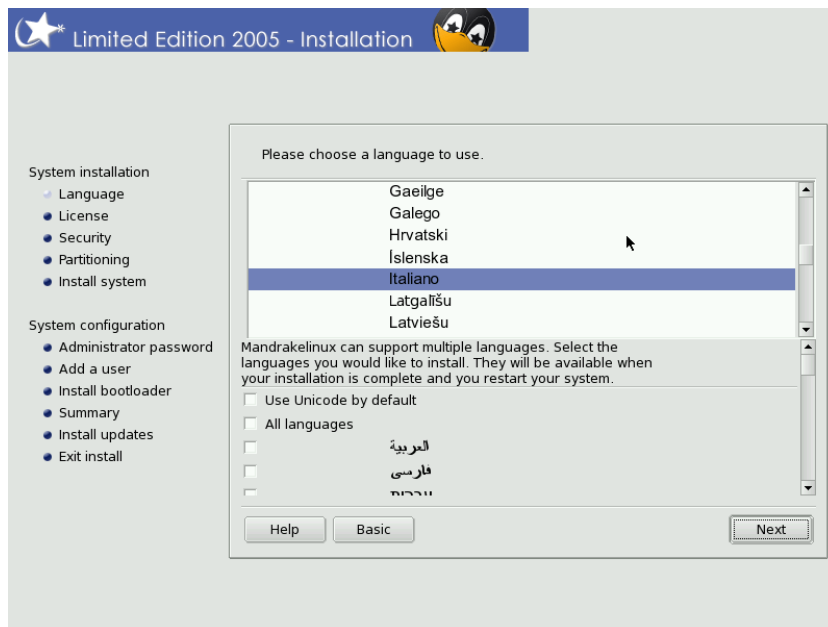 Limited Edition 2005 - Installation
System installation
Language
License
Security
Partitioning
Install system
System configuration
Administrator password
Add a user
Install bootloader
Summary
Install updates
Exit install
Please choose a language to use.
Gaeilge
Galego
Hrvatski
Íslenska
Italiano
Latgalīšu
Latviešu
Mandrakelinux can support multiple languages. Select the
languages you would like to install. They will be available when
your installation is complete and you restart your system.
Use Unicode by default
All languages
العربية
فارسی
Help
Basic
Next